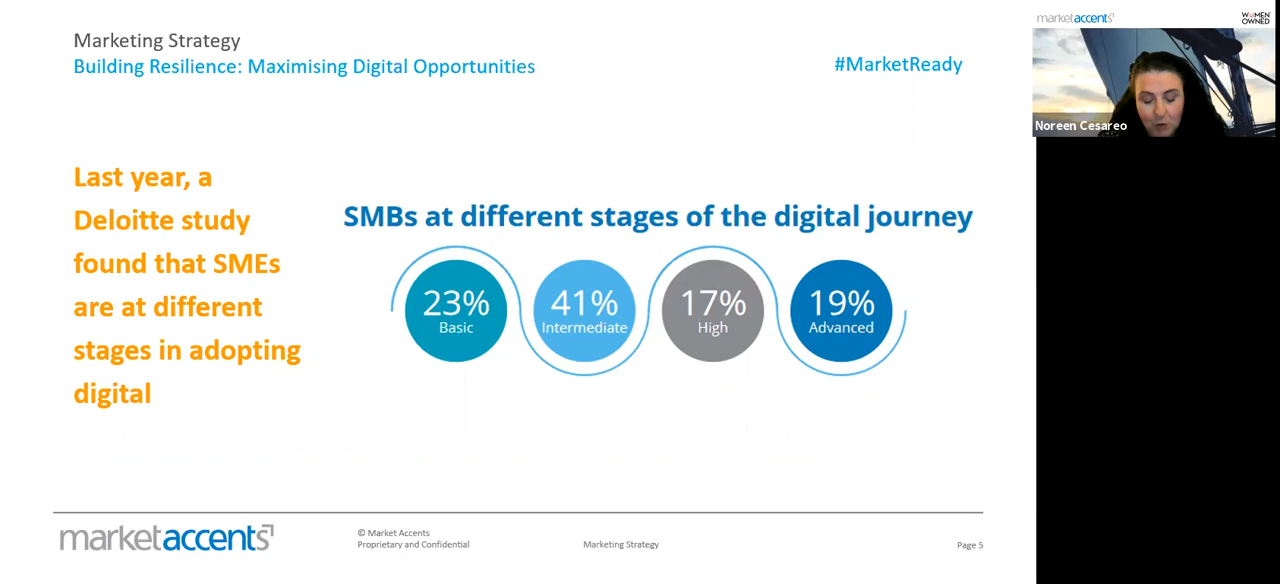 Marketing Strategy
Building Resilience: Maximising Digital Opportunities
#MarketReady
marketaccents
WOMEN
OWNED
Noreen Cesareo
Last year, a
Deloitte study
found that SMEs
are at different
stages in adopting
digital
SMBs at different stages of the digital journey
23%
Basic
41%
Intermediate
17%
High
19%
Advanced
marketaccents
© Market Accents
Proprietary and Confidential
Marketing Strategy
Page 5